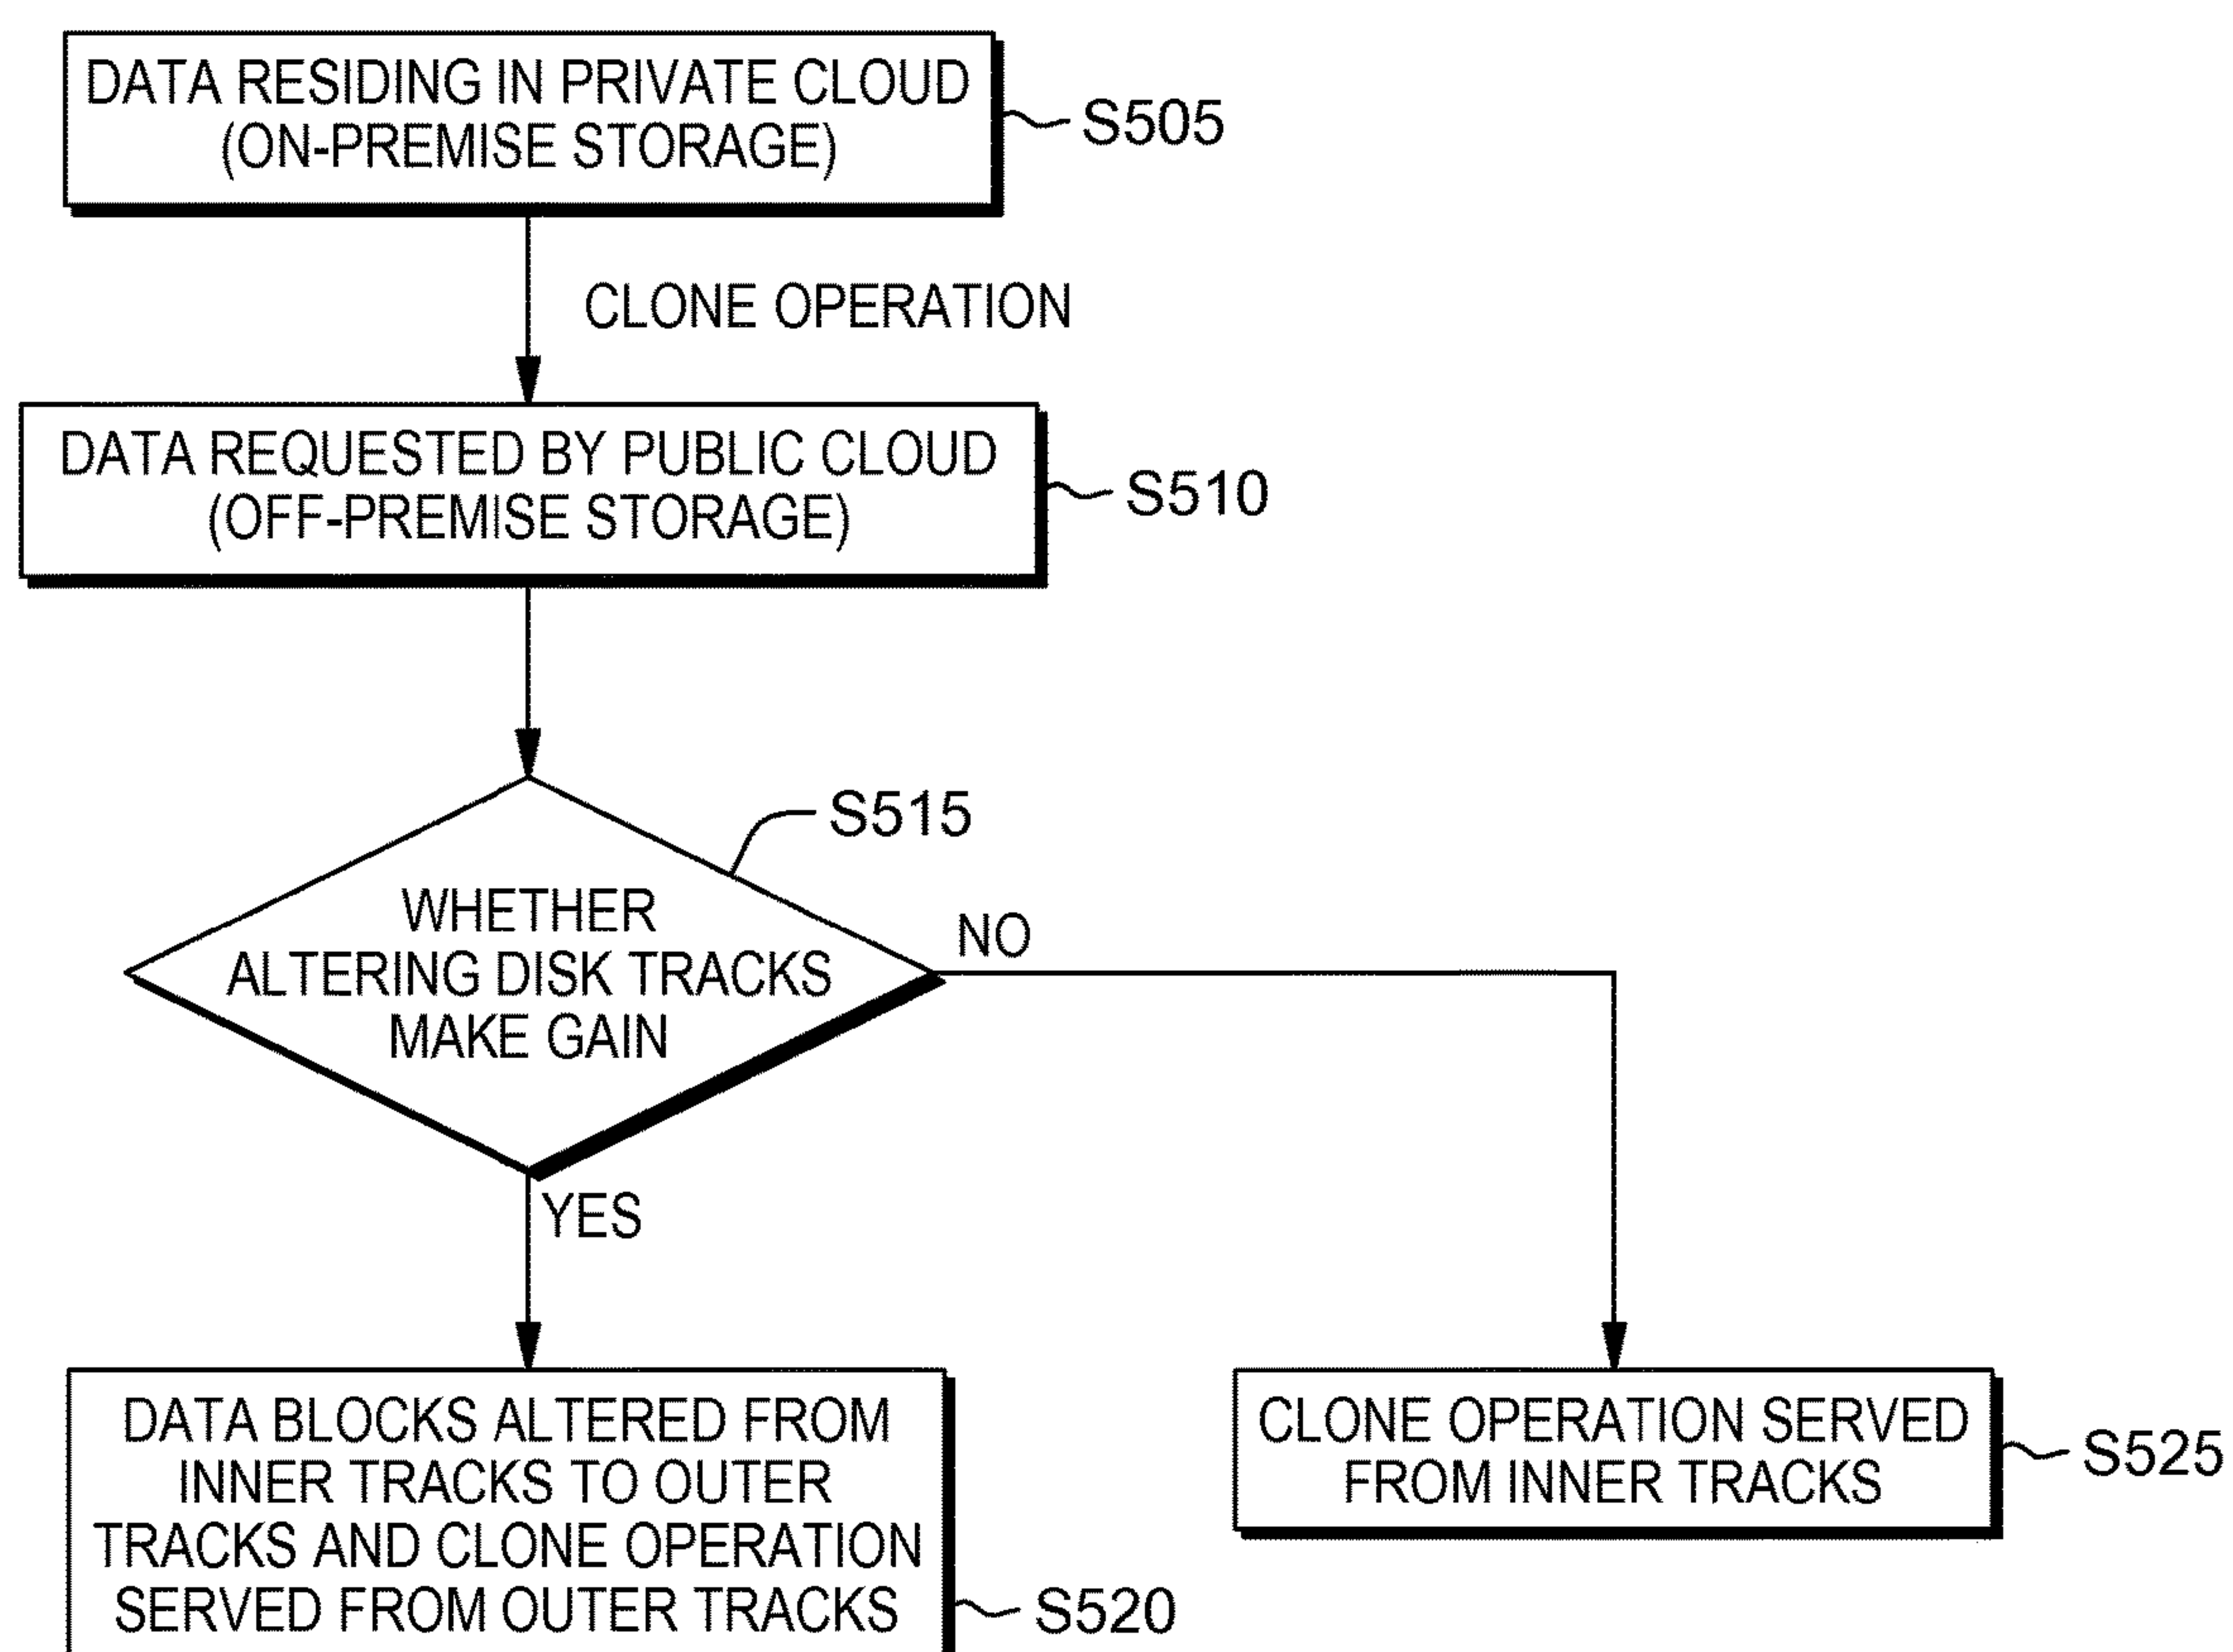 DATA RESIDING IN PRIVATE CLOUD
(ON-PREMISE STORAGE)
S505
CLONE OPERATION
DATA REQUESTED BY PUBLIC CLOUD
(OFF-PREMISE STORAGE)
S510
S515
WHETHER
ALTERING DISK TRACKS
MAKE GAIN
NO
YES
DATA BLOCKS ALTERED FROM
INNER TRACKS TO OUTER
TRACKS AND CLONE OPERATION
SERVED FROM OUTER TRACKS
S520
CLONE OPERATION SERVED
FROM INNER TRACKS
S525